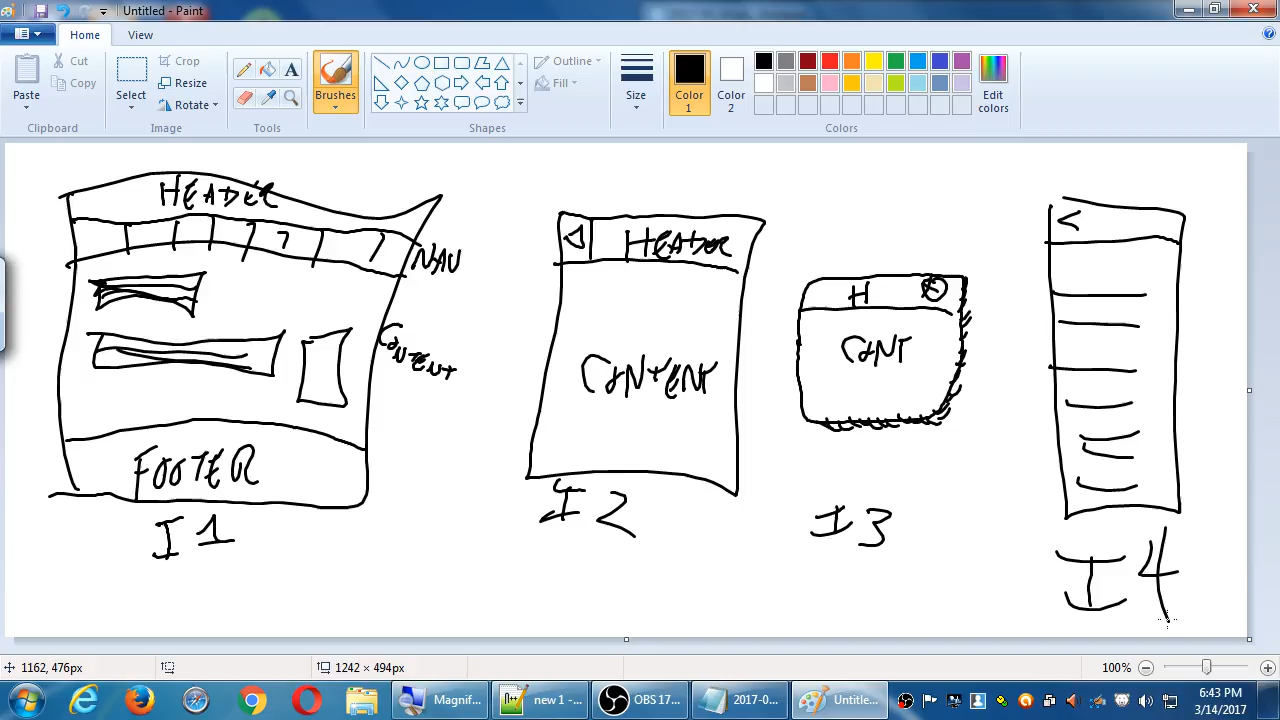 Untitled - Paint
Home
View
Paste
Cut
Copy
Clipboard
Select
Crop
Resize
Rotate
Image
Tools
Brushes
Shapes
Outline
Fill
Size
Color
1
Color
2
Edit
colors
Colors
HEADER
NAV
CONTENT
FOOTER
I 1
HEADER
CONTENT
I 2
H X
CONT
I 3
<
I 4
1162, 476px
1242 × 494px
100%
Magnif...
new 1 - ...
OBS 17....
2017-0...
Untitle...
6:43 PM
3/14/2017